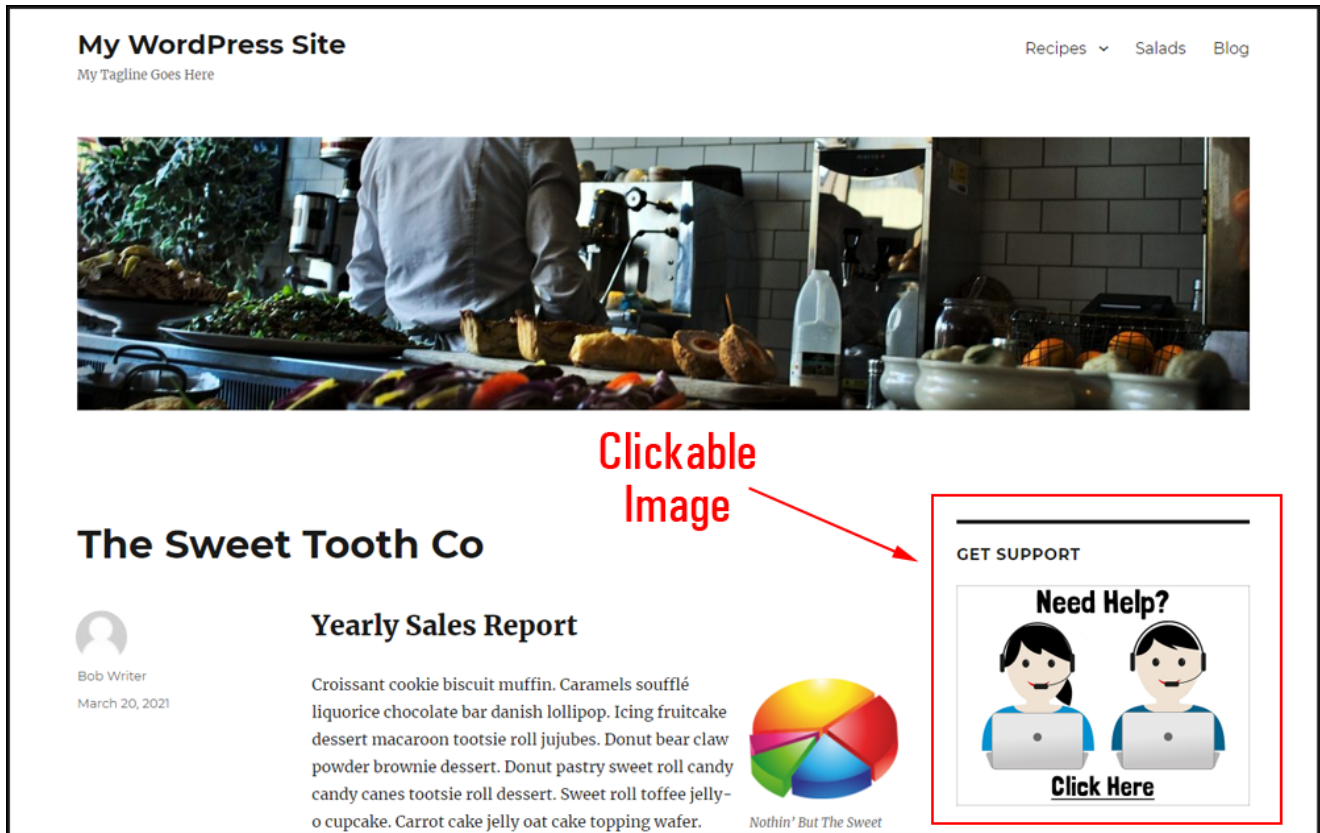 My WordPress Site
My Tagline Goes Here
Recipes Salads Blog
Clickable
Image
The Sweet Tooth Co
Bob Writer
March 20, 2021
Yearly Sales Report
Croissant cookie biscuit muffin. Caramels soufflé
liquorice chocolate bar danish lollipop. Icing fruitcake
dessert macaroon tootsie roll jujubes. Donut bear claw
powder brownie dessert. Donut pastry sweet roll candy
candy canes tootsie roll dessert. Sweet roll toffee jelly-
o cupcake. Carrot cake jelly oat cake topping wafer.
Nothin' But The Sweet
GET SUPPORT
Need Help?
Click Here